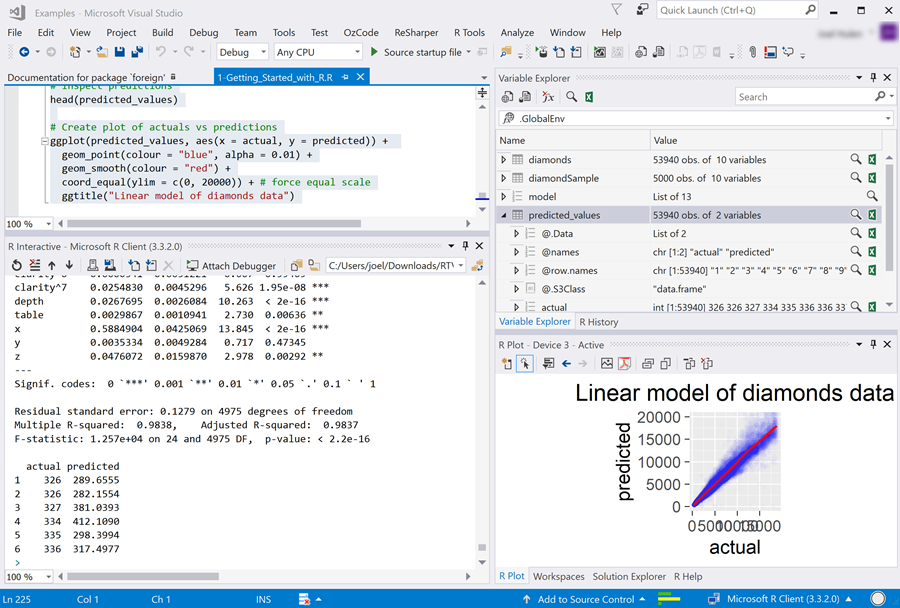 Examples - Microsoft Visual Studio
Quick Launch (Ctrl+Q)
File Edit View Project Build Debug Team Tools Test OzCode ReSharper R Tools Analyze Window Help
Debug Any CPU Source startup file
Documentation for package `foreign' 1-Getting_Started_with_R.R
# Inspect predictions
head(predicted_values)
# Create plot of actuals vs predictions
ggplot(predicted_values, aes(x = actual, y = predicted)) +
geom_point(colour = "blue", alpha = 0.01) +
geom_smooth(colour = "red") +
coord_equal(ylim = c(0, 20000)) + # force equal scale
ggtitle("Linear model of diamonds data")
100 %
R Interactive - Microsoft R Client (3.3.2.0)
Attach Debugger C:/Users/joel/Downloads/RTV
clarity^7 0.0254830 0.0045296 5.626 1.95e-08 ***
depth 0.0267695 0.0026084 10.263 < 2e-16 ***
table 0.0029867 0.0010941 2.730 0.00636 **
x 0.5884904 0.0425069 13.845 < 2e-16 ***
y 0.0035334 0.0049284 0.717 0.47345
z 0.0476072 0.0159870 2.978 0.00292 **
---
Signif. codes: 0 `***' 0.001 `**' 0.01 `*' 0.05 `.' 0.1 ` ' 1
Residual standard error: 0.1279 on 4975 degrees of freedom
Multiple R-squared: 0.9838, Adjusted R-squared: 0.9837
F-statistic: 1.257e+04 on 24 and 4975 DF, p-value: < 2.2e-16
actual predicted
1 326 289.6555
2 326 282.1554
3 327 381.0393
4 334 412.1090
5 335 298.3994
6 336 317.4977
>
100 %
Variable Explorer
Search
.GlobalEnv
Name Value
diamonds 53940 obs. of 10 variables
diamondSample 5000 obs. of 10 variables
model List of 13
predicted_values 53940 obs. of 2 variables
@.Data List of 2
@names chr [1:2] "actual" "predicted"
@row.names chr [1:53940] "1" "2" "3" "4" "5" "6" "7" "8" "9"
@.S3Class "data.frame"
actual int [1:53940] 326 326 327 334 335 336 336 33
Variable Explorer R History
R Plot - Device 3 - Active
Linear model of diamonds data
predicted
20000
15000
10000
5000
0
0 5000 10000 15000
actual
R Plot Workspaces Solution Explorer R Help
Ln 225 Col 1 Ch 1 INS Add to Source Control Microsoft R Client (3.3.2.0)